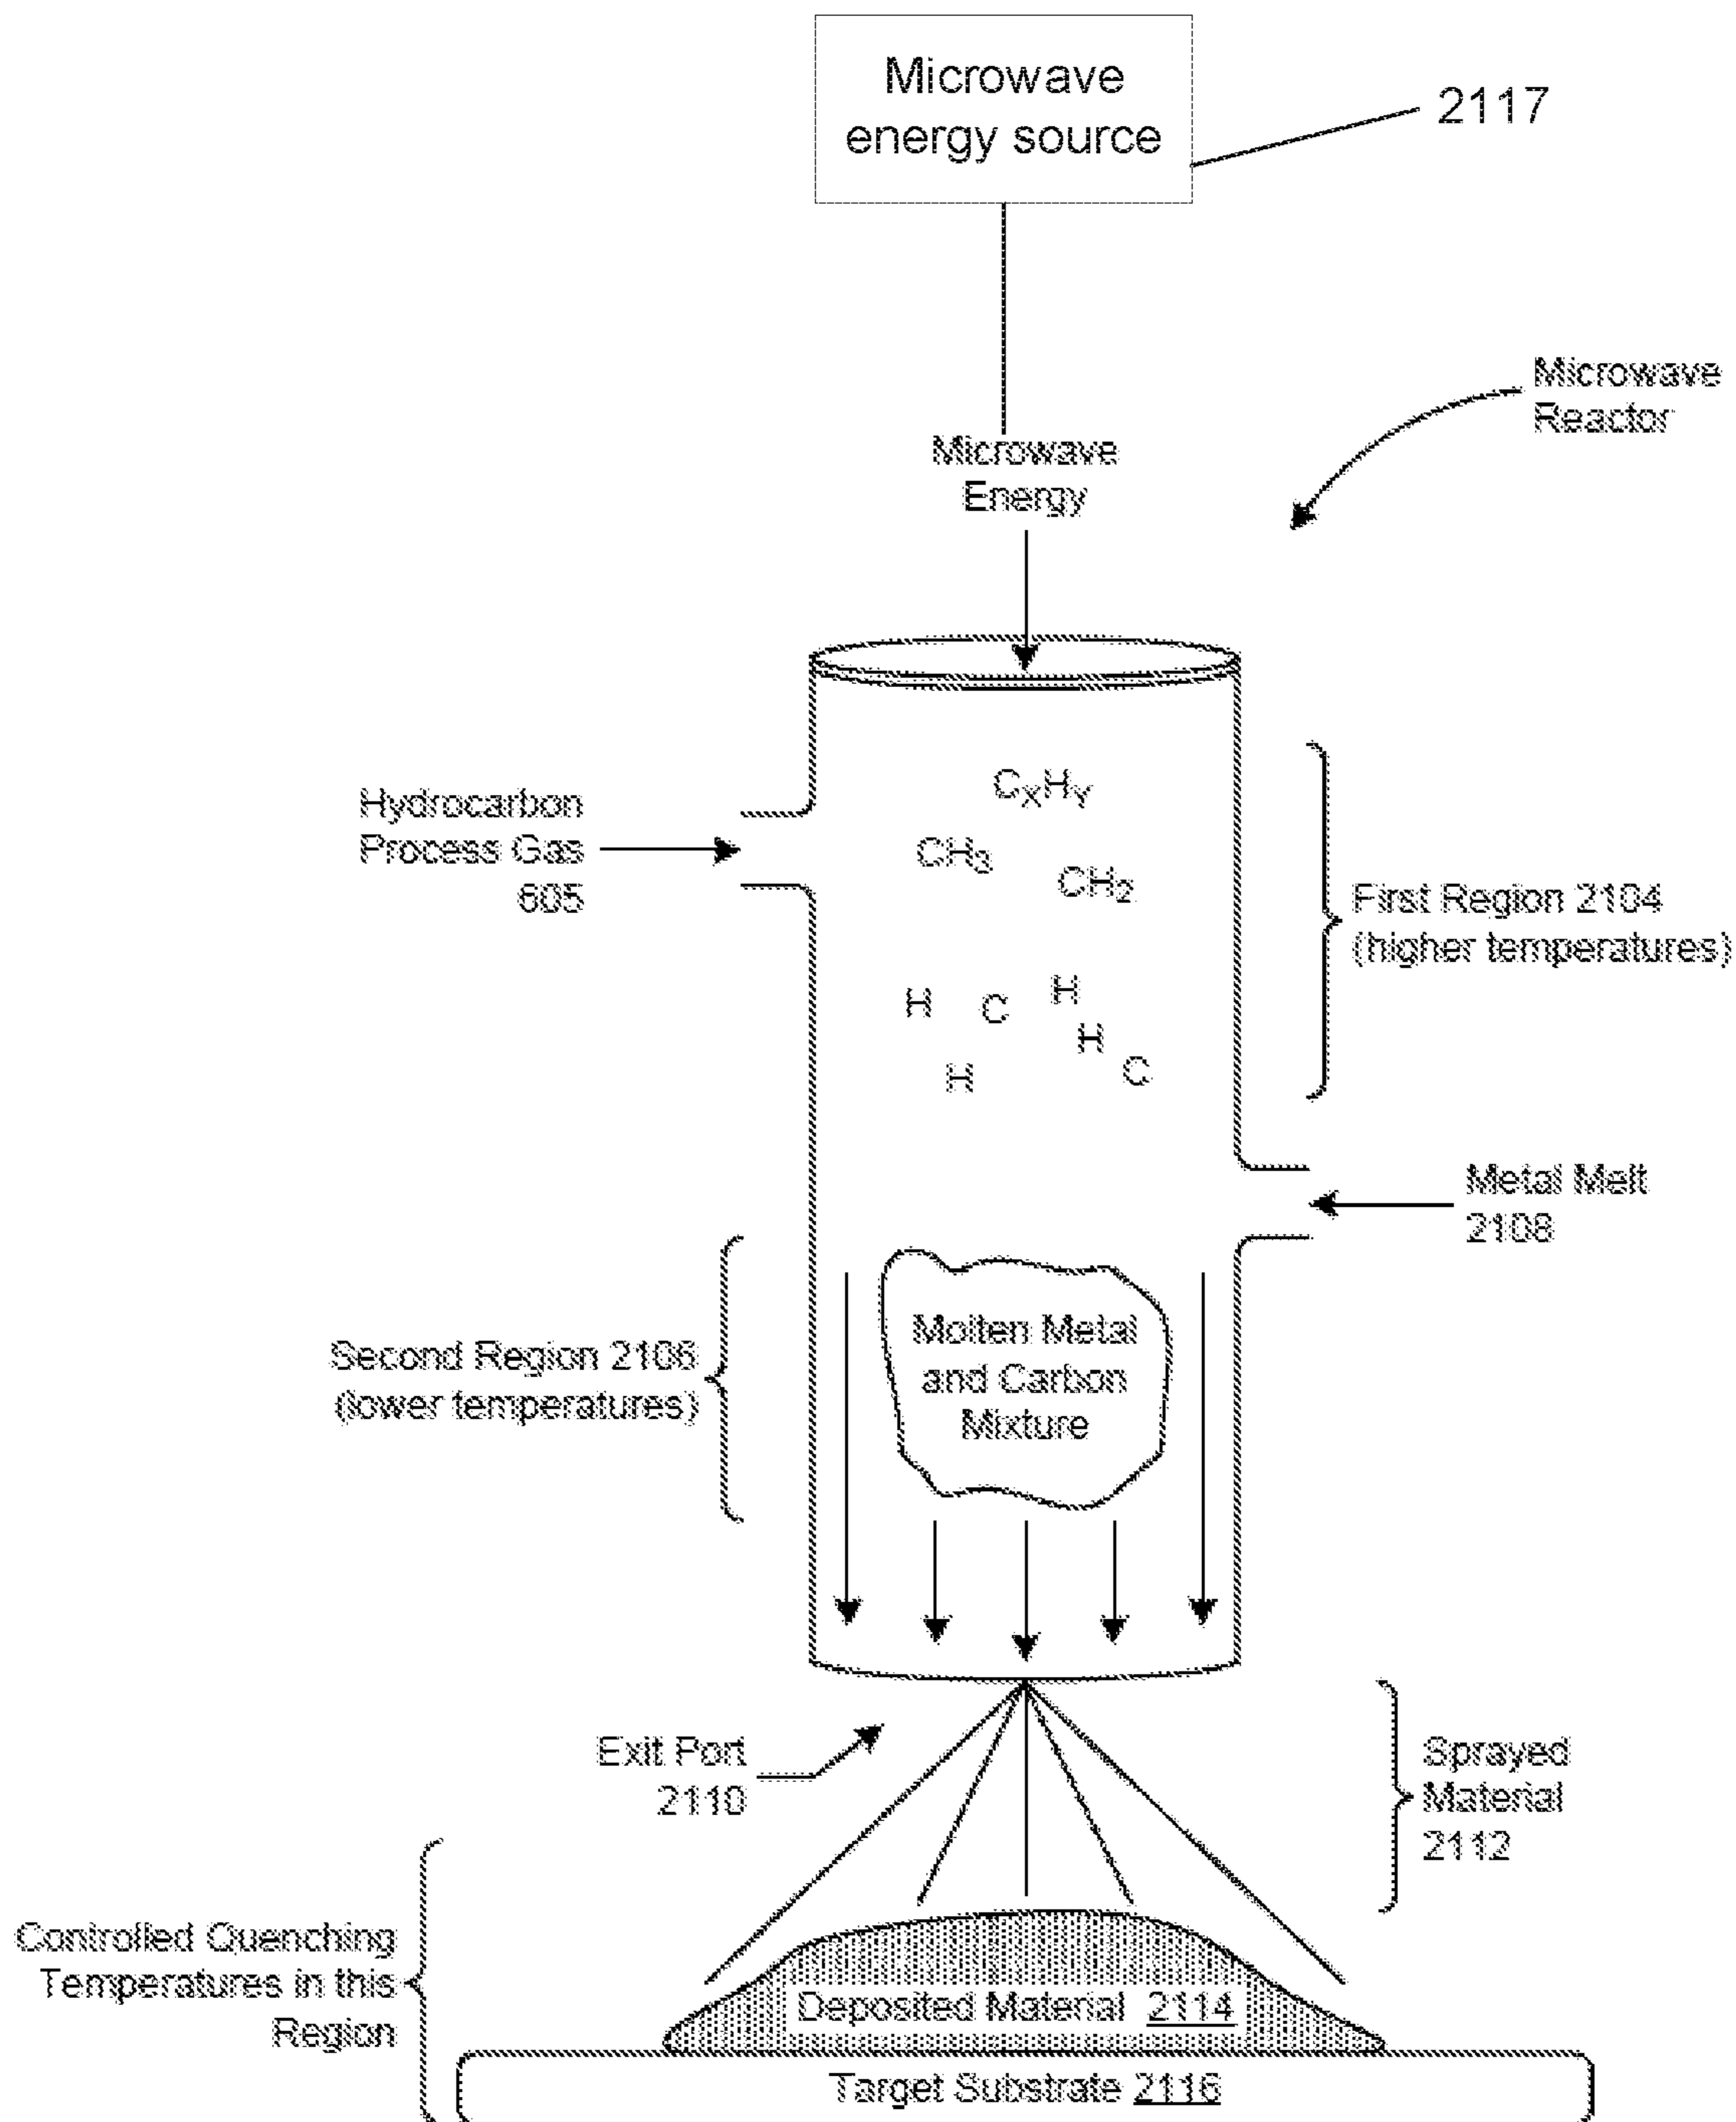 Microwave
energy source
2117
Microwave
Reactor
Microwave
Energy
CXHY
Hydrocarbon
Process Gas
605
CH3
CH2
First Region 2104
(higher temperatures)
H C H
H
H C
Metal Melt
2108
Second Region 2106
(lower temperatures)
Molten Metal
and Carbon
Mixture
Exit Port
2110
Sprayed
Material
2112
Controlled Quenching
Temperatures in this
Region
Deposited Material 2114
Target Substrate 2116